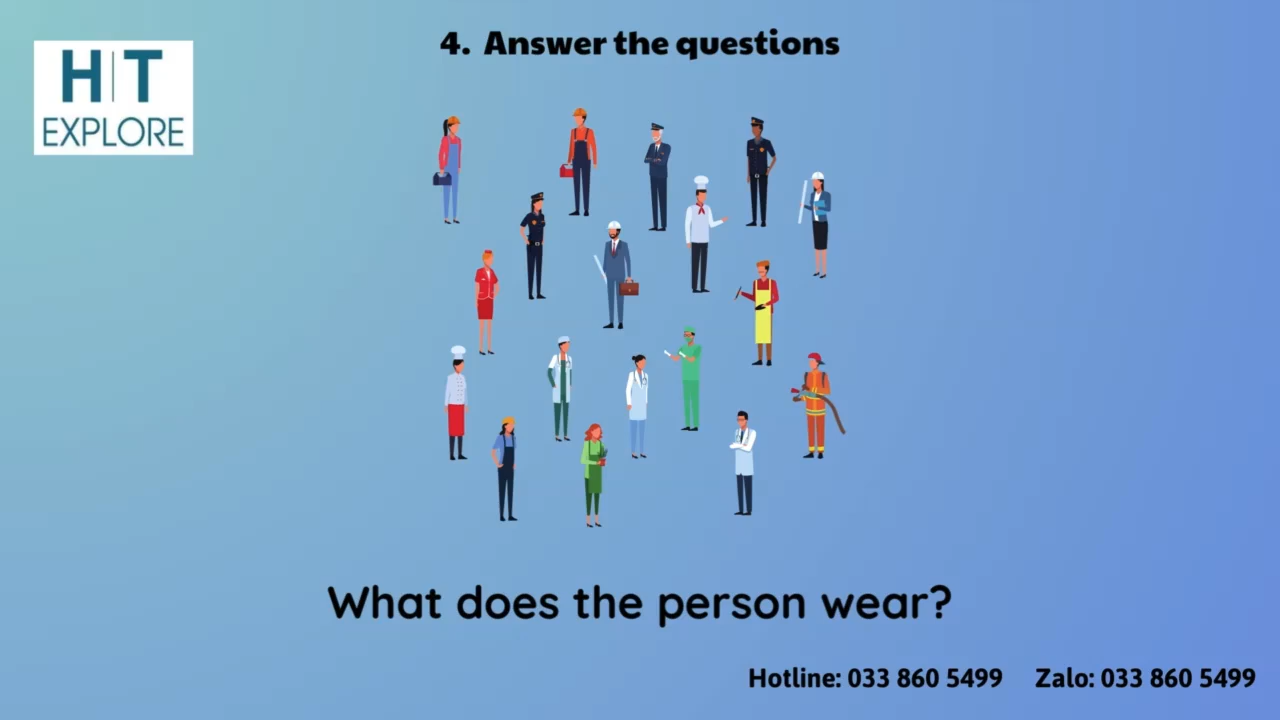 4. Answer the questions
H|T
EXPLORE
What does the person wear?
Hotline: 033 860 5499 Zalo: 033 860 5499